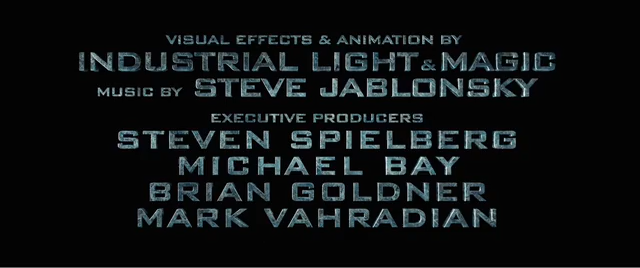 VISUAL EFFECTS & ANIMATION BY
INDUSTRIAL LIGHT & MAGIC
MUSIC BY STEVE JABLONSKY
EXECUTIVE PRODUCERS
STEVEN SPIELBERG
MICHAEL BAY
BRIAN GOLDNER
MARK VAHRADIAN